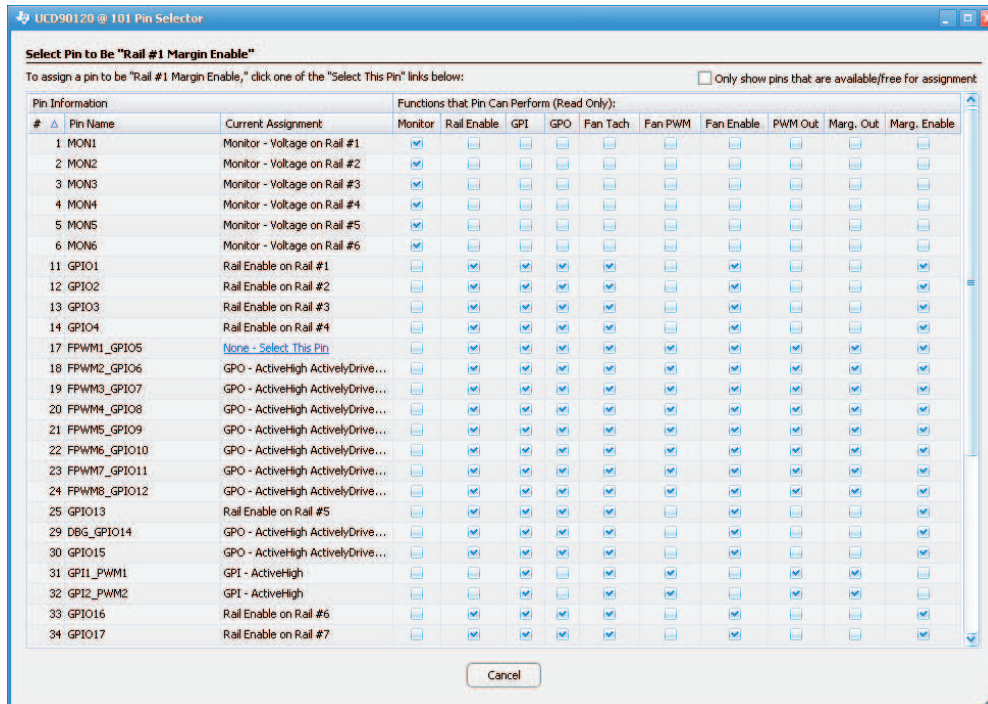 UCD90120 @ 101 Pin Selector
Select Pin to Be "Rail #1 Margin Enable"
To assign a pin to be "Rail #1 Margin Enable," click one of the "Select This Pin" links below:
Only show pins that are available/free for assignment
Pin Information Functions that Pin Can Perform (Read Only):
# Pin Name Current Assignment Monitor Rail Enable GPI GPO Fan Tach Fan PWM Fan Enable PWM Out Marg. Out Marg. Enable
1 MON1 Monitor - Voltage on Rail #1
2 MON2 Monitor - Voltage on Rail #2
3 MON3 Monitor - Voltage on Rail #3
4 MON4 Monitor - Voltage on Rail #4
5 MON5 Monitor - Voltage on Rail #5
6 MON6 Monitor - Voltage on Rail #6
11 GPIO1 Rail Enable on Rail #1
12 GPIO2 Rail Enable on Rail #2
13 GPIO3 Rail Enable on Rail #3
14 GPIO4 Rail Enable on Rail #4
17 FPWM1_GPIO5 None - Select This Pin
18 FPWM2_GPIO6 GPO - ActiveHigh ActivelyDrive...
19 FPWM3_GPIO7 GPO - ActiveHigh ActivelyDrive...
20 FPWM4_GPIO8 GPO - ActiveHigh ActivelyDrive...
21 FPWM5_GPIO9 GPO - ActiveHigh ActivelyDrive...
22 FPWM6_GPIO10 GPO - ActiveHigh ActivelyDrive...
23 FPWM7_GPIO11 GPO - ActiveHigh ActivelyDrive...
24 FPWM8_GPIO12 GPO - ActiveHigh ActivelyDrive...
25 GPIO13 Rail Enable on Rail #5
29 DBG_GPIO14 GPO - ActiveHigh ActivelyDrive...
30 GPIO15 GPO - ActiveHigh ActivelyDrive...
31 GPI1_PWM1 GPI - ActiveHigh
32 GPI2_PWM2 GPI - ActiveHigh
33 GPIO16 Rail Enable on Rail #6
34 GPIO17 Rail Enable on Rail #7
Cancel